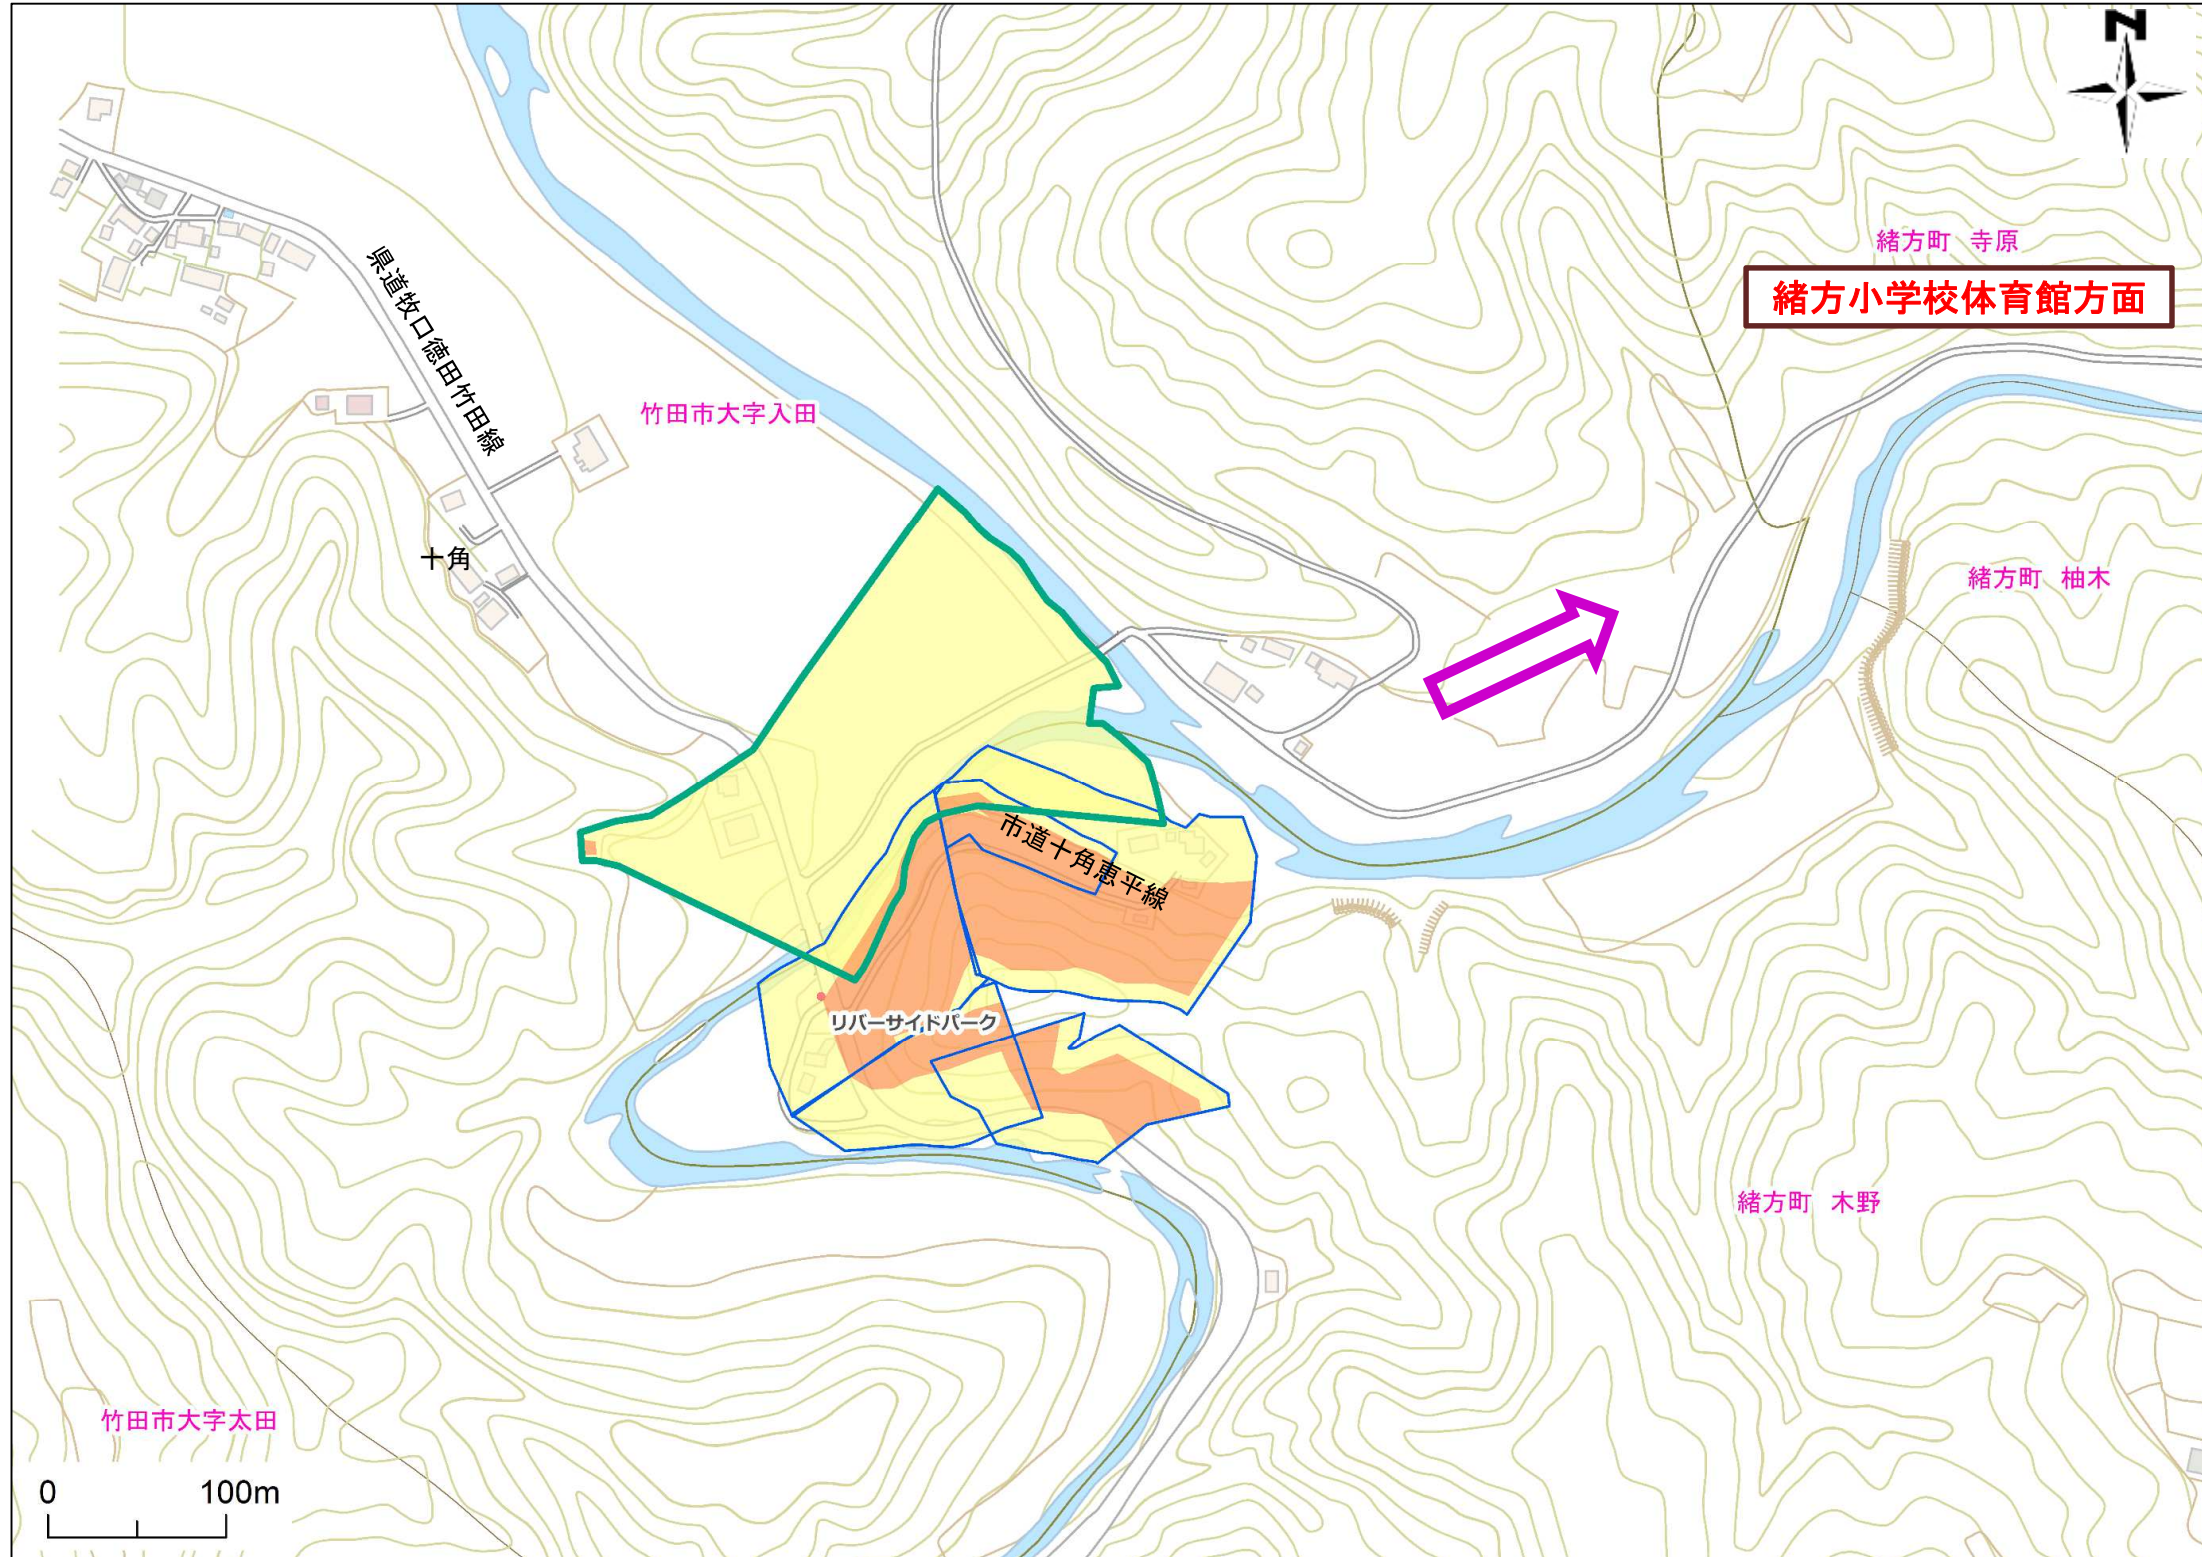 N
緒方町 寺原
緒方小学校体育館方面
県道牧口徳田竹田線
竹田市大字入田
十角
緒方町 柚木
市道十角恵平線
リバーサイドパーク
緒方町 木野
竹田市大字太田
0 100m